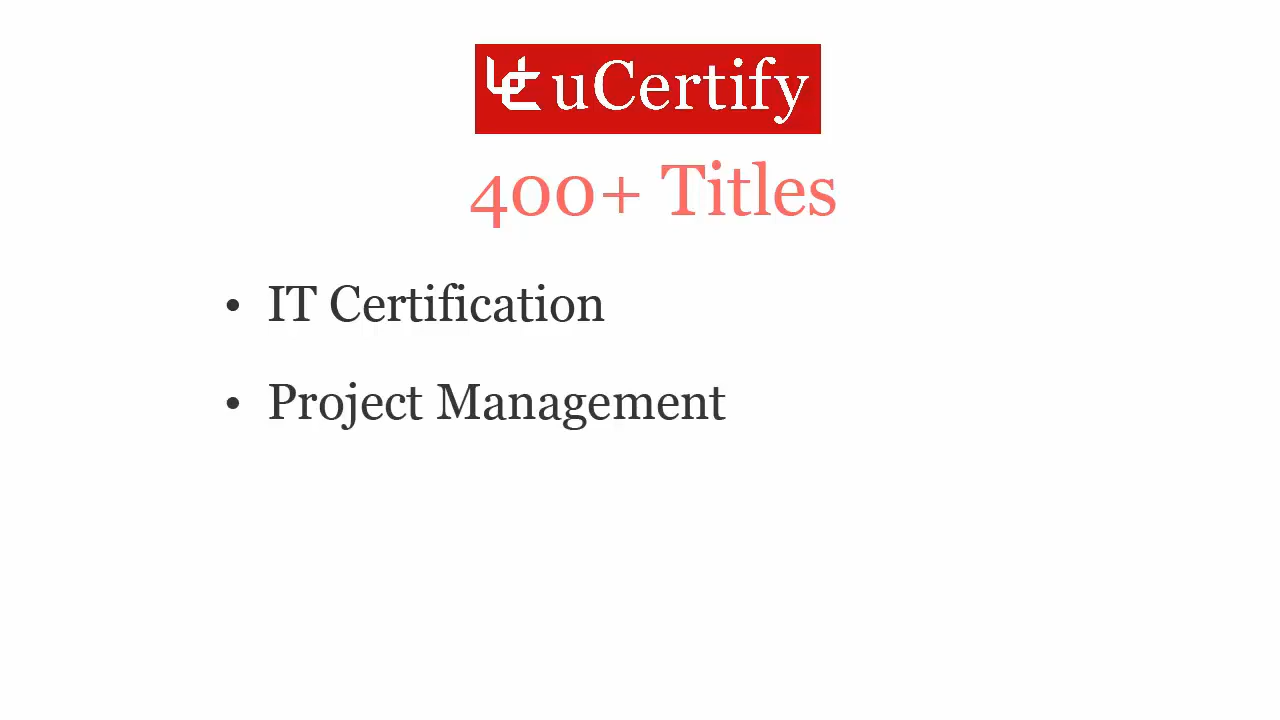 uCertify
400+ Titles
• IT Certification
• Project Management